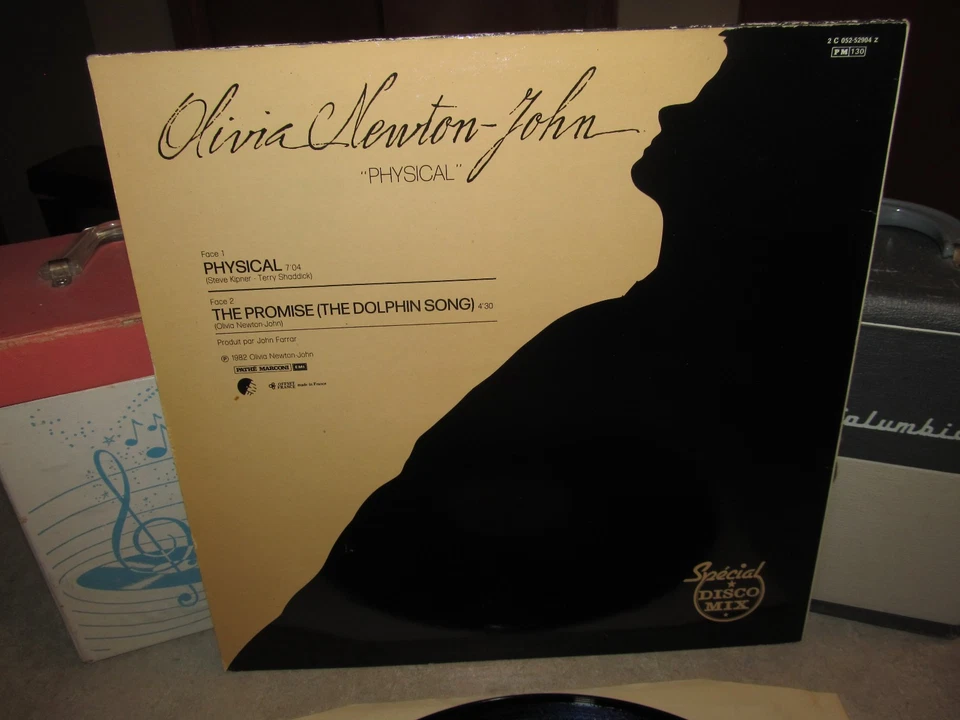 2 C 052-52904 Z
PM 130
Olivia Newton-John
"PHYSICAL"
Face 1
PHYSICAL 7'04
(Steve Kipner - Terry Shaddick)
Face 2
THE PROMISE (THE DOLPHIN SONG) 4'30
(Olivia Newton-John)
Produit par John Farrar
℗ 1982 Olivia Newton-John
PATHÉ MARCONI EMI
made in France
Columbia
Spécial
DISCO
MIX